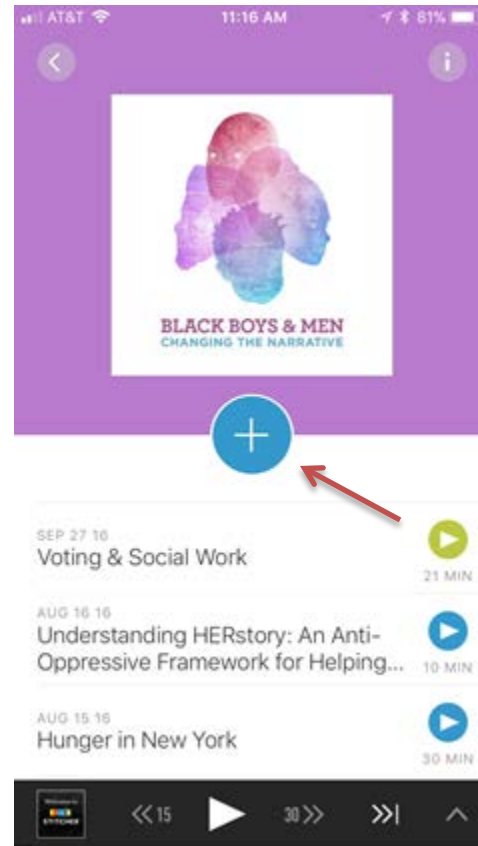 AT&T 11:16 AM 81%
i
BLACK BOYS & MEN
CHANGING THE NARRATIVE
SEP 27 16
Voting & Social Work
21 MIN
AUG 16 16
Understanding HERstory: An Anti-
Oppressive Framework for Helping...
10 MIN
AUG 15 16
Hunger in New York
30 MIN
STITCHER
15 30